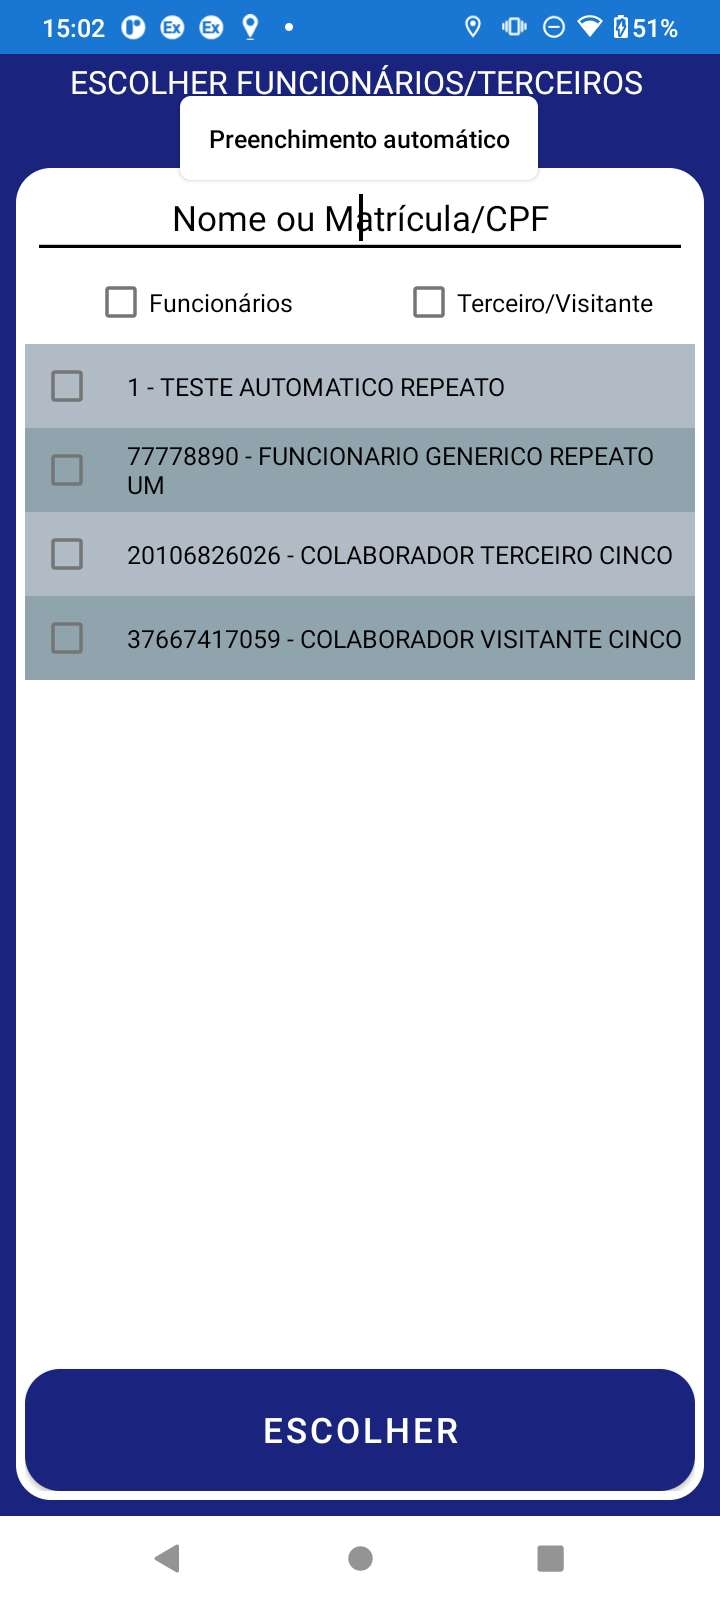 15:02 Ex Ex 51%
ESCOLHER FUNCIONÁRIOS/TERCEIROS
Preenchimento automático
Nome ou Matrícula/CPF
Funcionários Terceiro/Visitante
1 - TESTE AUTOMATICO REPEATO
77778890 - FUNCIONARIO GENERICO REPEATO
UM
20106826026 - COLABORADOR TERCEIRO CINCO
37667417059 - COLABORADOR VISITANTE CINCO
ESCOLHER